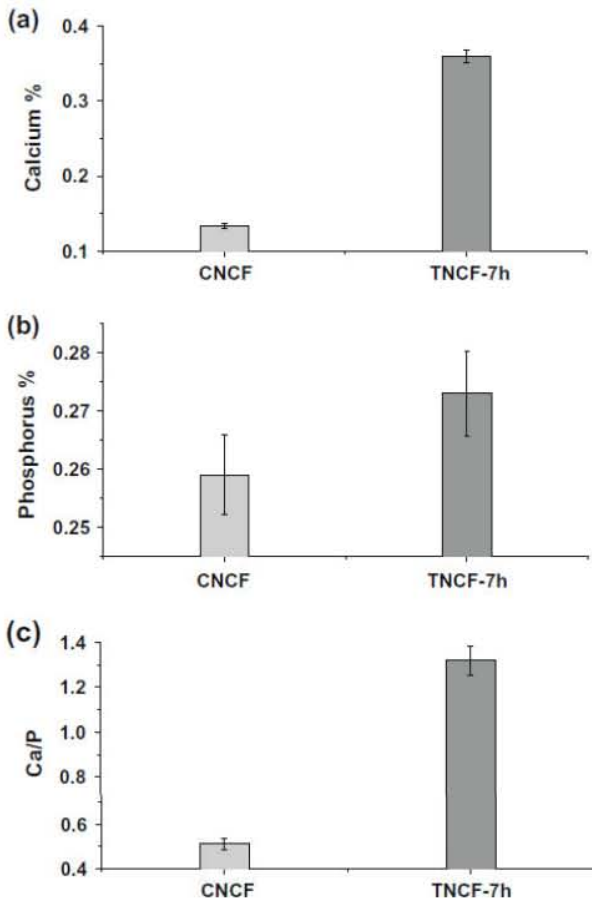 (a)
Calcium %
0.4
0.3
0.2
0.1
CNCF TNCF-7h
(b)
Phosphorus %
0.28
0.27
0.26
0.25
CNCF TNCF-7h
(c)
Ca/P
1.4
1.2
1.0
0.8
0.6
0.4
CNCF TNCF-7h